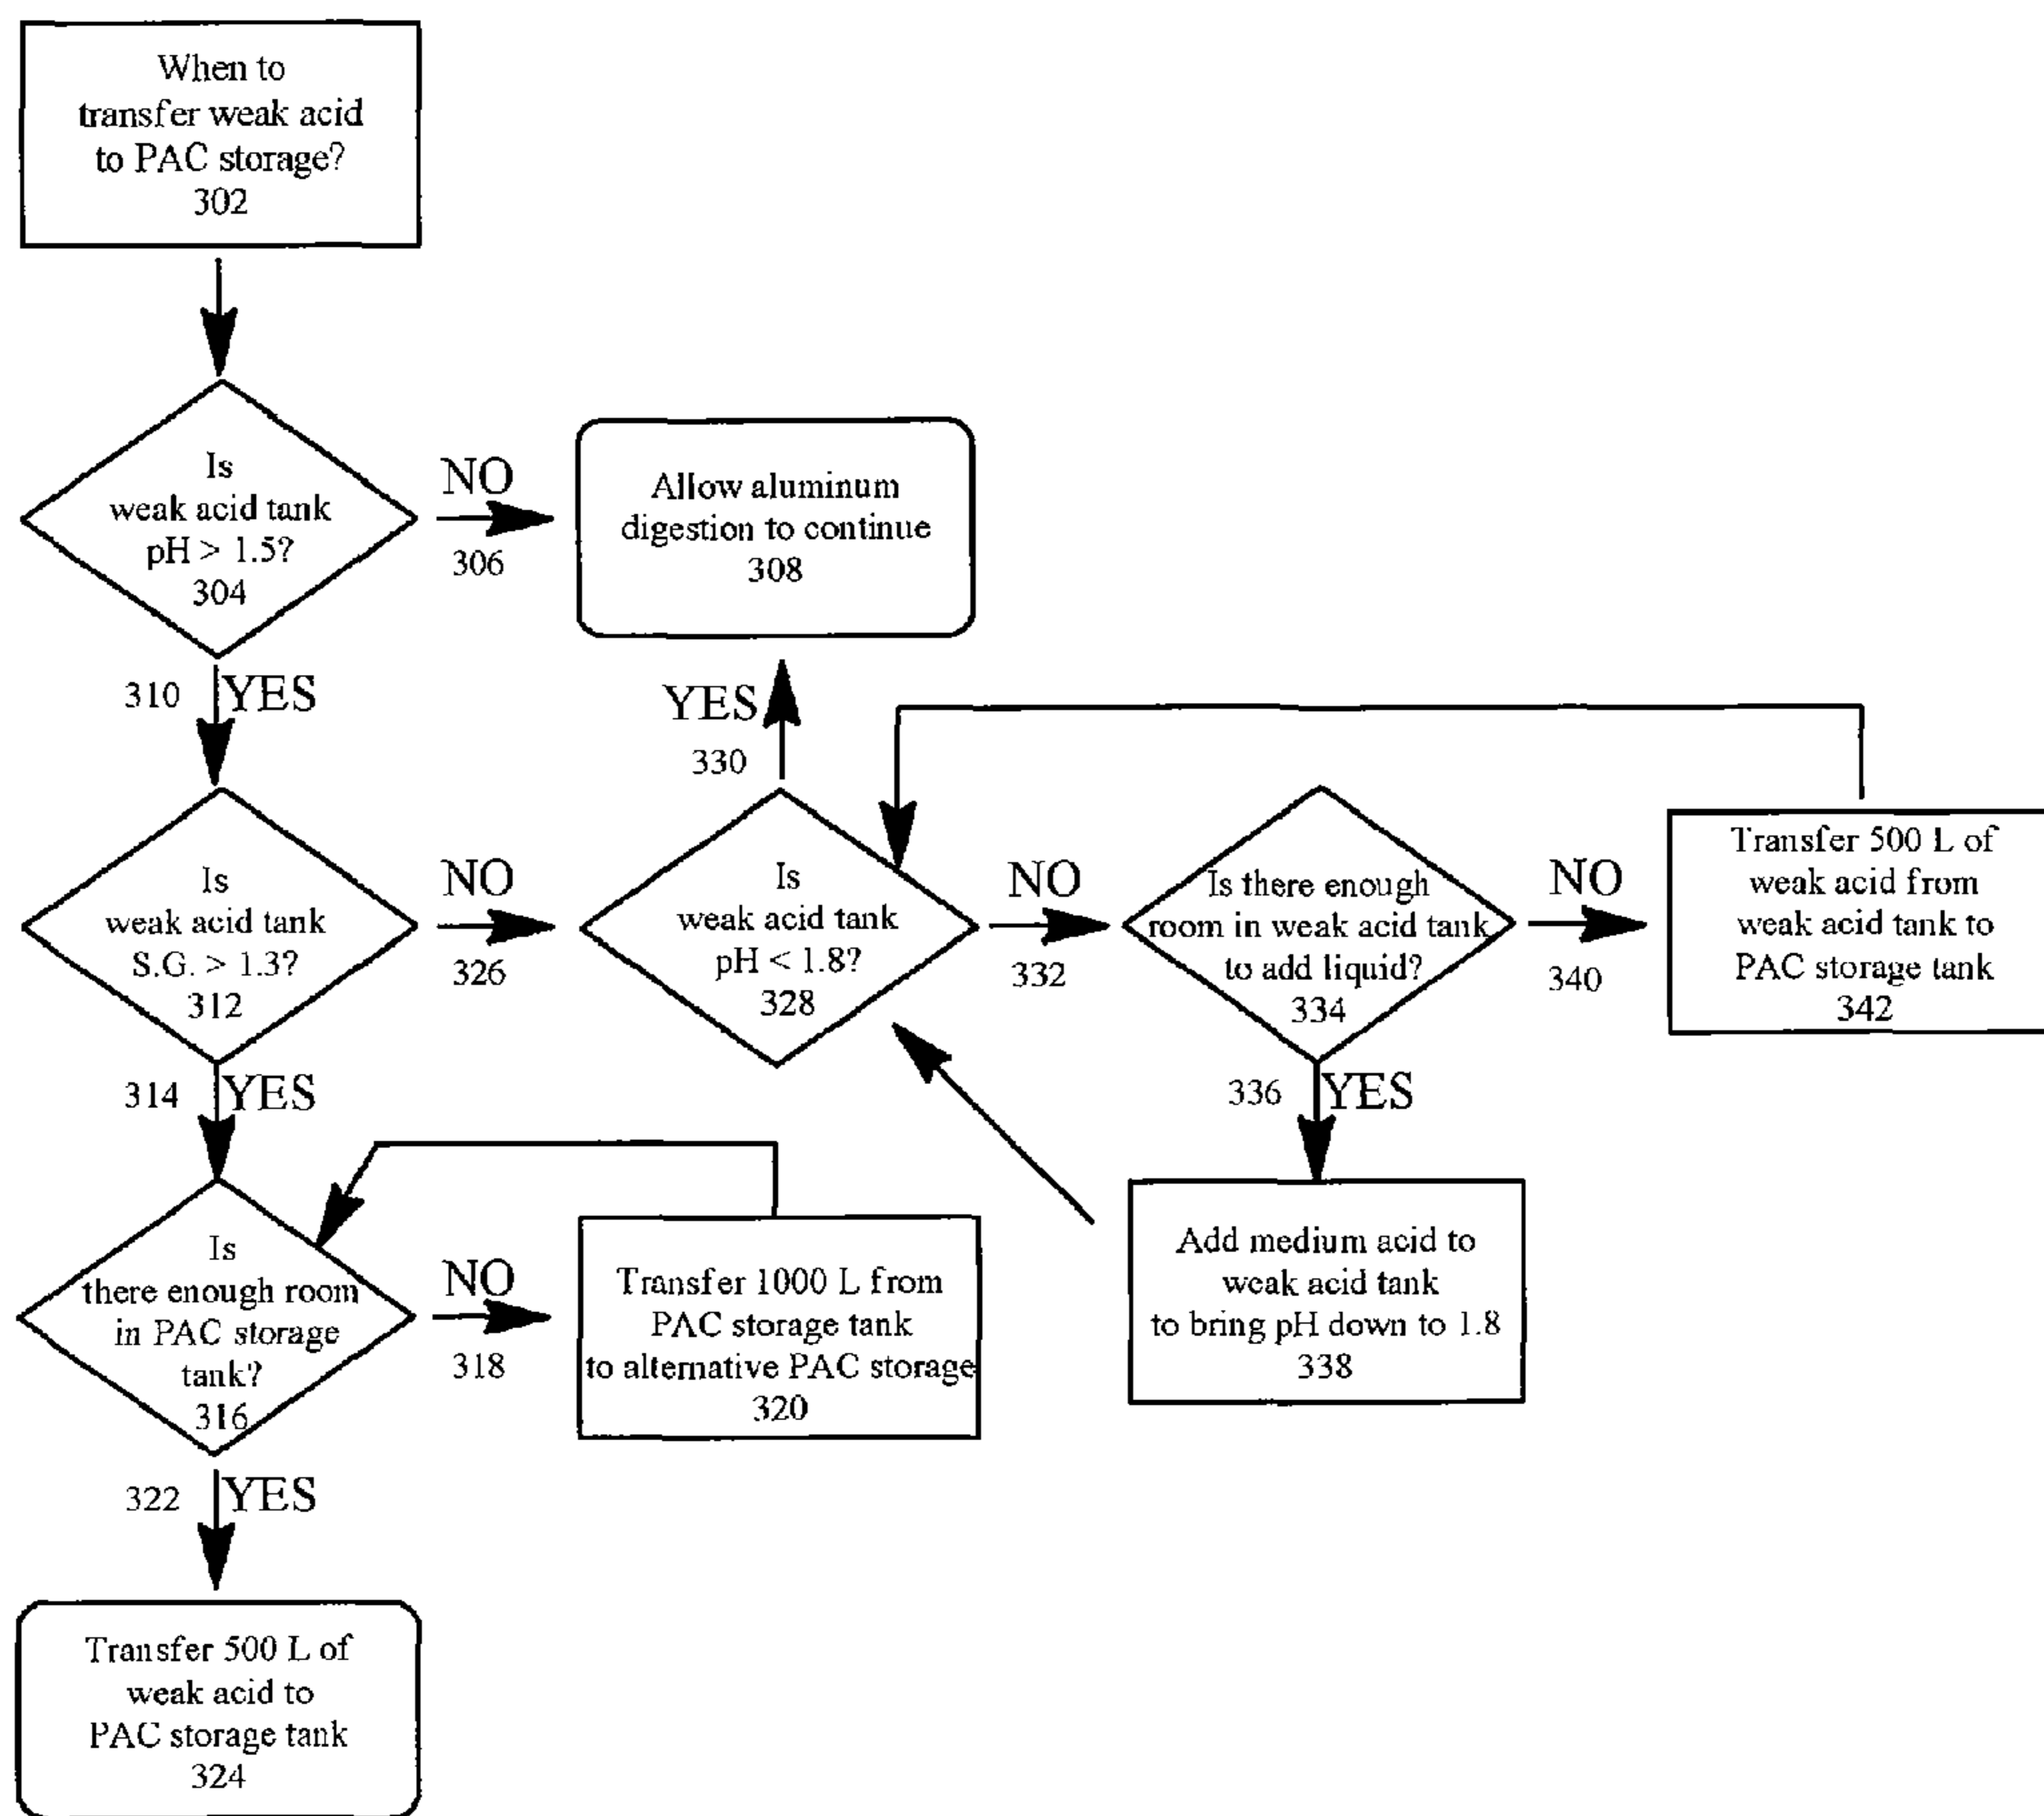 When to
transfer weak acid
to PAC storage?
302
Is
weak acid tank
pH > 1.5?
304
NO
306
Allow aluminum
digestion to continue
308
310
YES
YES
330
Is
weak acid tank
S.G. > 1.3?
312
NO
326
Is
weak acid tank
pH < 1.8?
328
NO
332
Is there enough
room in weak acid tank
to add liquid?
334
NO
340
Transfer 500 L of
weak acid from
weak acid tank to
PAC storage tank
342
314
YES
336
YES
Is
there enough room
in PAC storage
tank?
316
NO
318
Transfer 1000 L from
PAC storage tank
to alternative PAC storage
320
Add medium acid to
weak acid tank
to bring pH down to 1.8
338
322
YES
Transfer 500 L of
weak acid to
PAC storage tank
324